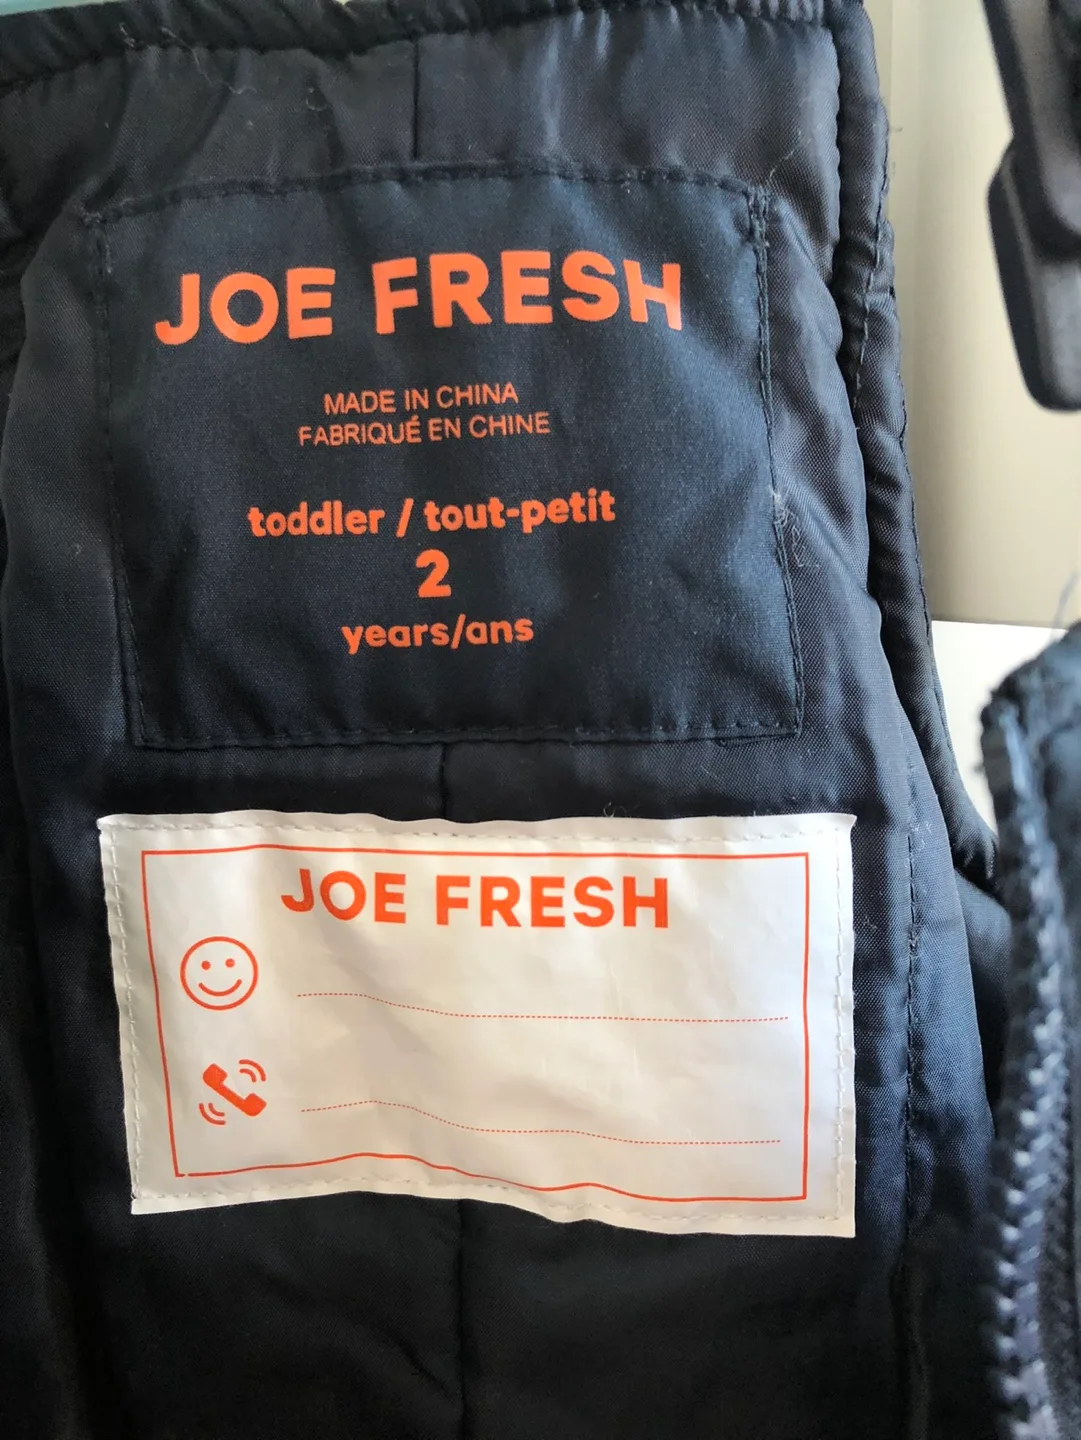 JOE FRESH
MADE IN CHINA
FABRIQUÉ EN CHINE
toddler / tout-petit
2
years/ans
JOE FRESH